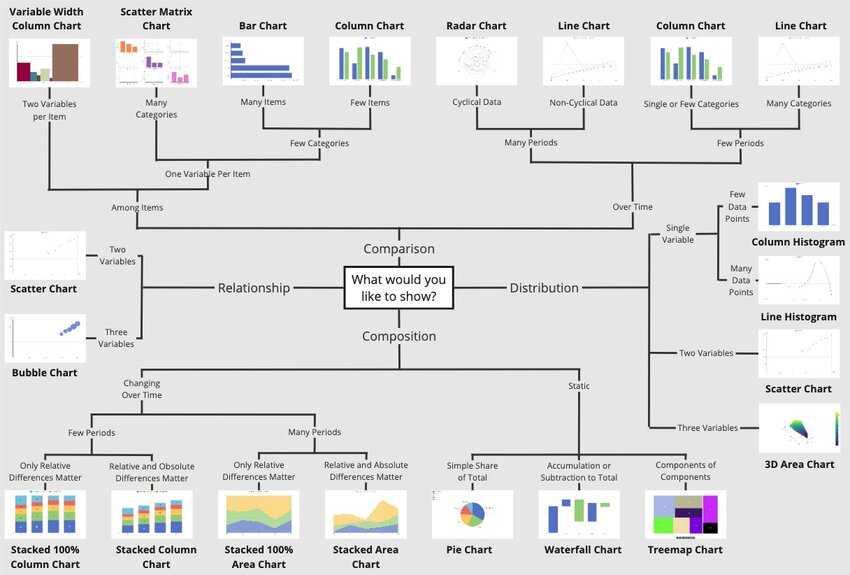 Variable Width
Column Chart
Scatter Matrix
Chart
Bar Chart
Column Chart
Radar Chart
Line Chart
Column Chart
Line Chart
Two Variables
per Item
Many
Categories
Many Items
Few Items
Cyclical Data
Non-Cyclical Data
Single or Few Categories
Many Categories
Few Categories
Many Periods
Few Periods
One Variable Per Item
Among Items
Over Time
Comparison
What would you
like to show?
Relationship
Two
Variables
Scatter Chart
Three
Variables
Bubble Chart
Distribution
Single
Variable
Few
Data
Points
Column Histogram
Many
Data
Points
Line Histogram
Two Variables
Scatter Chart
Three Variables
3D Area Chart
Composition
Changing
Over Time
Static
Few Periods
Many Periods
Only Relative
Differences Matter
Relative and Absolute
Differences Matter
Only Relative
Differences Matter
Relative and Absolute
Differences Matter
Simple Share
of Total
Accumulation or
Subtraction to Total
Components of
Components
Stacked 100%
Column Chart
Stacked Column
Chart
Stacked 100%
Area Chart
Stacked Area
Chart
Pie Chart
Waterfall Chart
Treemap Chart